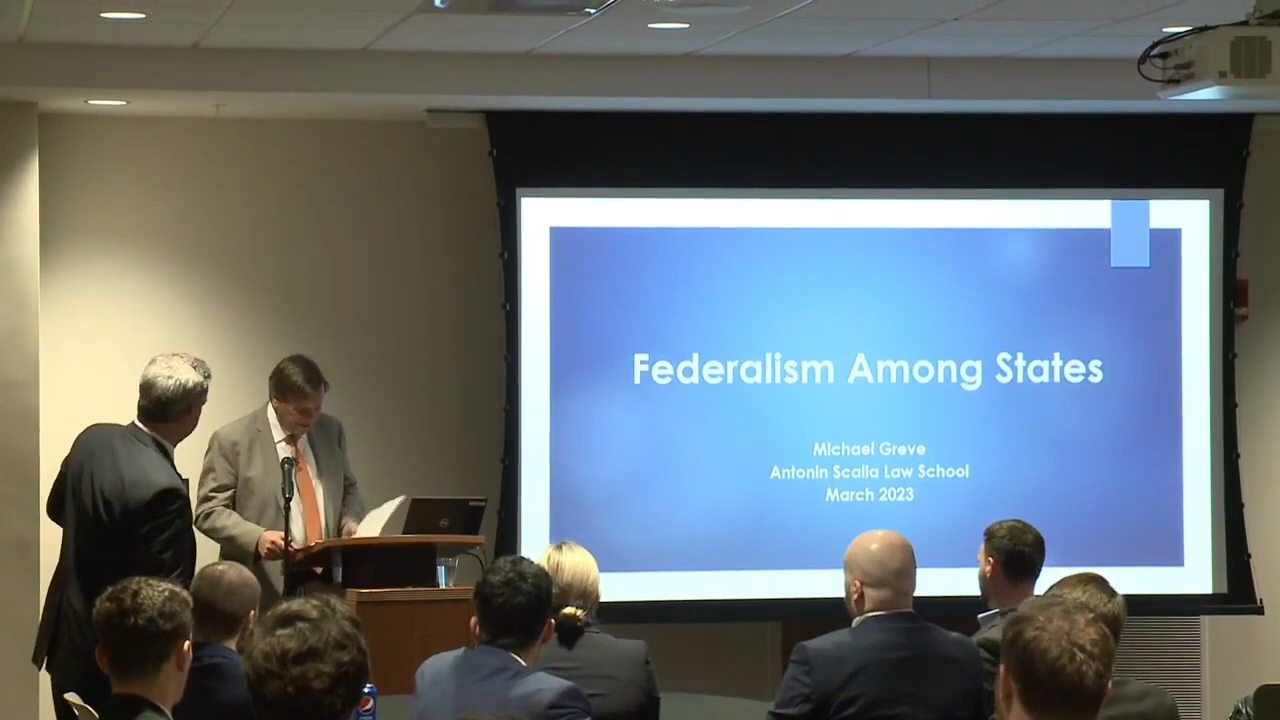 Federalism Among States
Michael Greve
Antonin Scalia Law School
March 2023